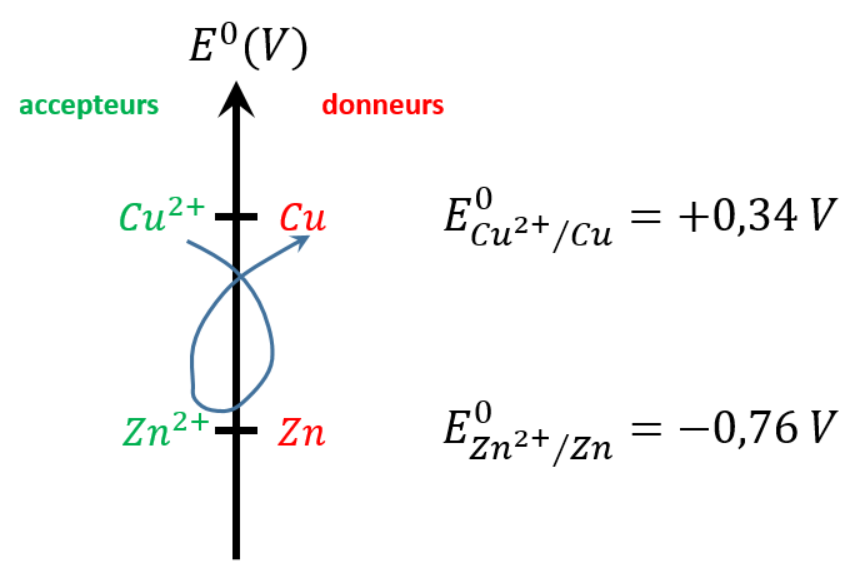 E⁰(V)
accepteurs donneurs
Cu²⁺ Cu E⁰Cu²⁺/Cu = +0,34 V
Zn²⁺ Zn E⁰Zn²⁺/Zn = −0,76 V